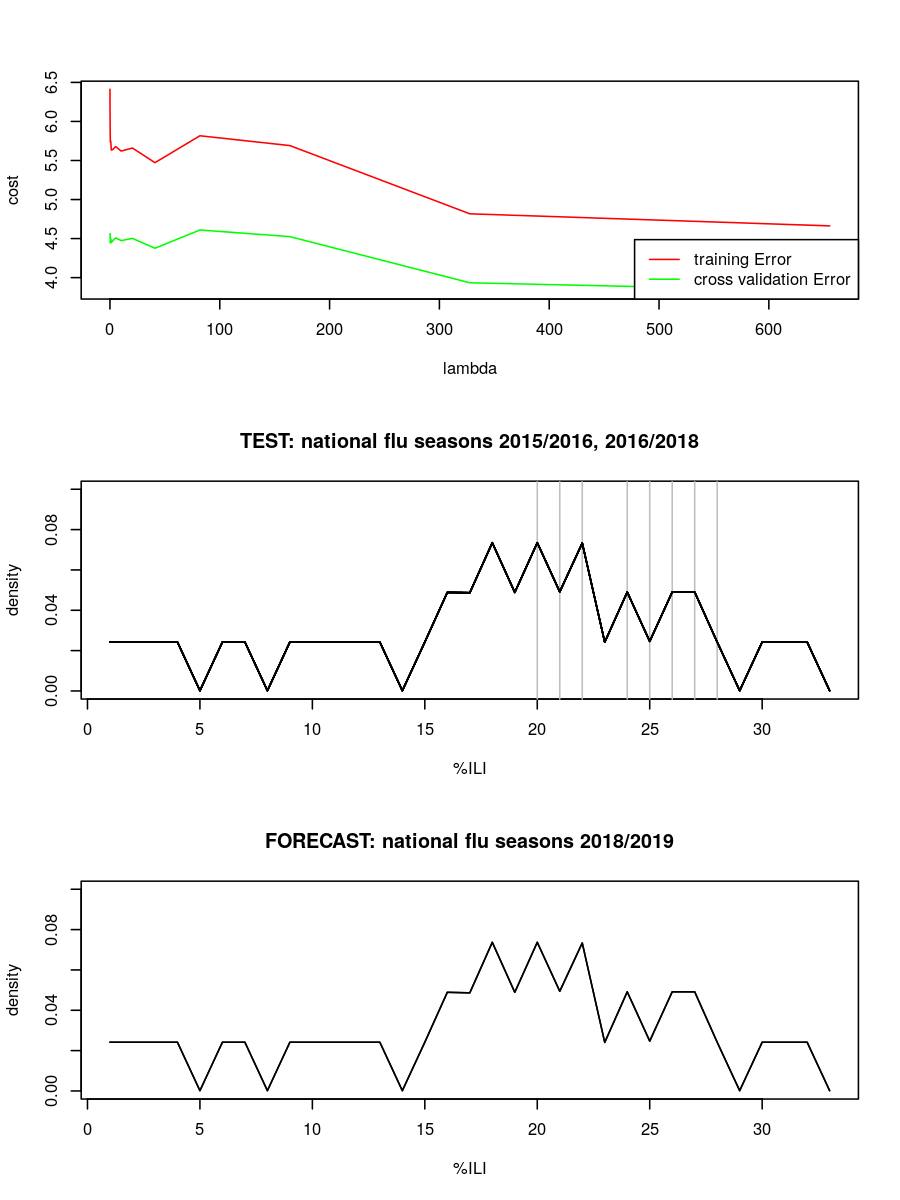 cost
6.5
6.0
5.5
5.0
4.5
4.0
training Error
cross validation Error
0 100 200 300 400 500 600
lambda
TEST: national flu seasons 2015/2016, 2016/2018
density
0.08
0.04
0.00
0 5 10 15 20 25 30
%ILI
FORECAST: national flu seasons 2018/2019
density
0.08
0.04
0.00
0 5 10 15 20 25 30
%ILI